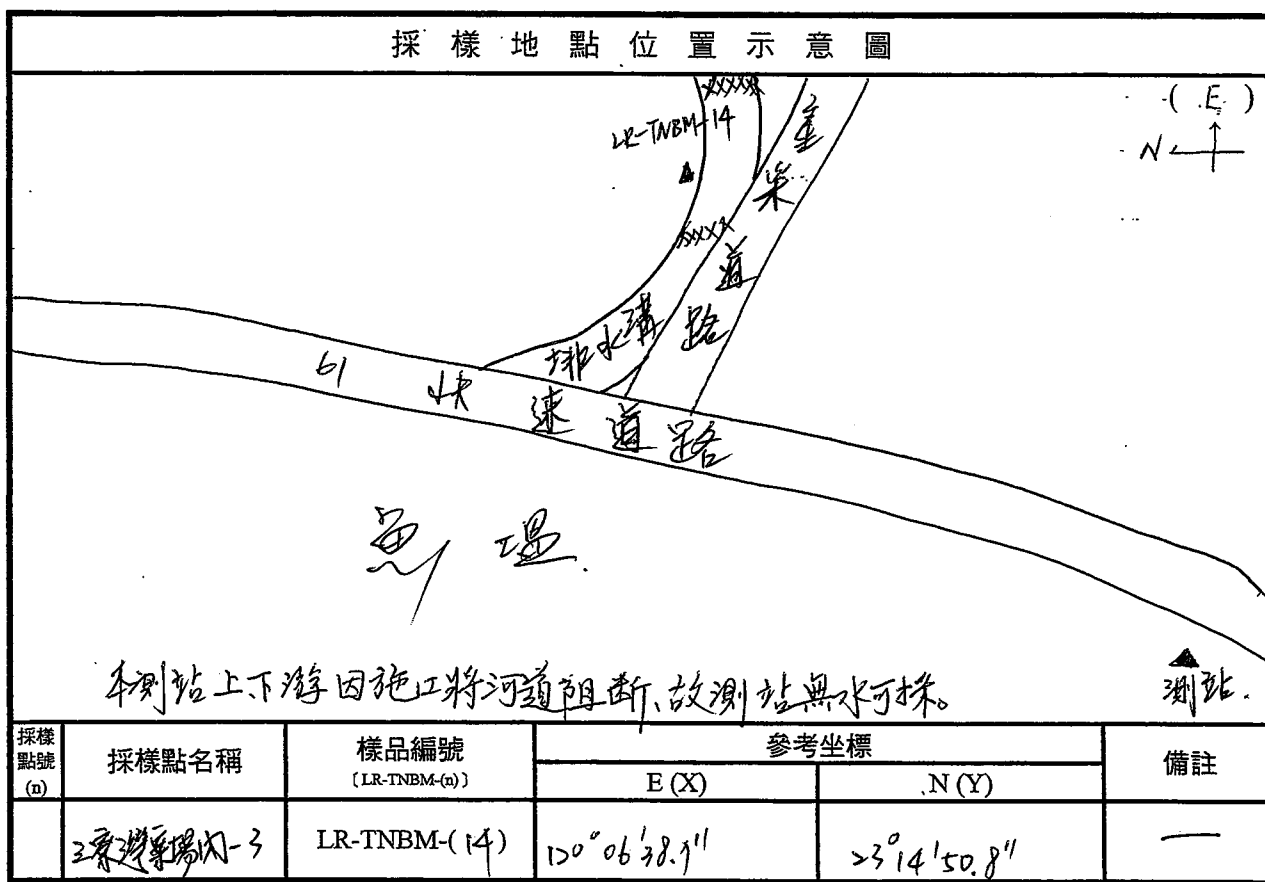 採樣地點位置示意圖
( E )
N
LR-TNBM-14
產業道路
排水溝
61 快速道路
魚塭.
本測站上下游因施工將河道阻斷、故測站無水可採。
測站.
採樣點號(n) 採樣點名稱 樣品編號 [LR-TNBM-(n)] 參考坐標 備註
E (X) N (Y)
LR-TNBM-(14) 23°14'50.8" —